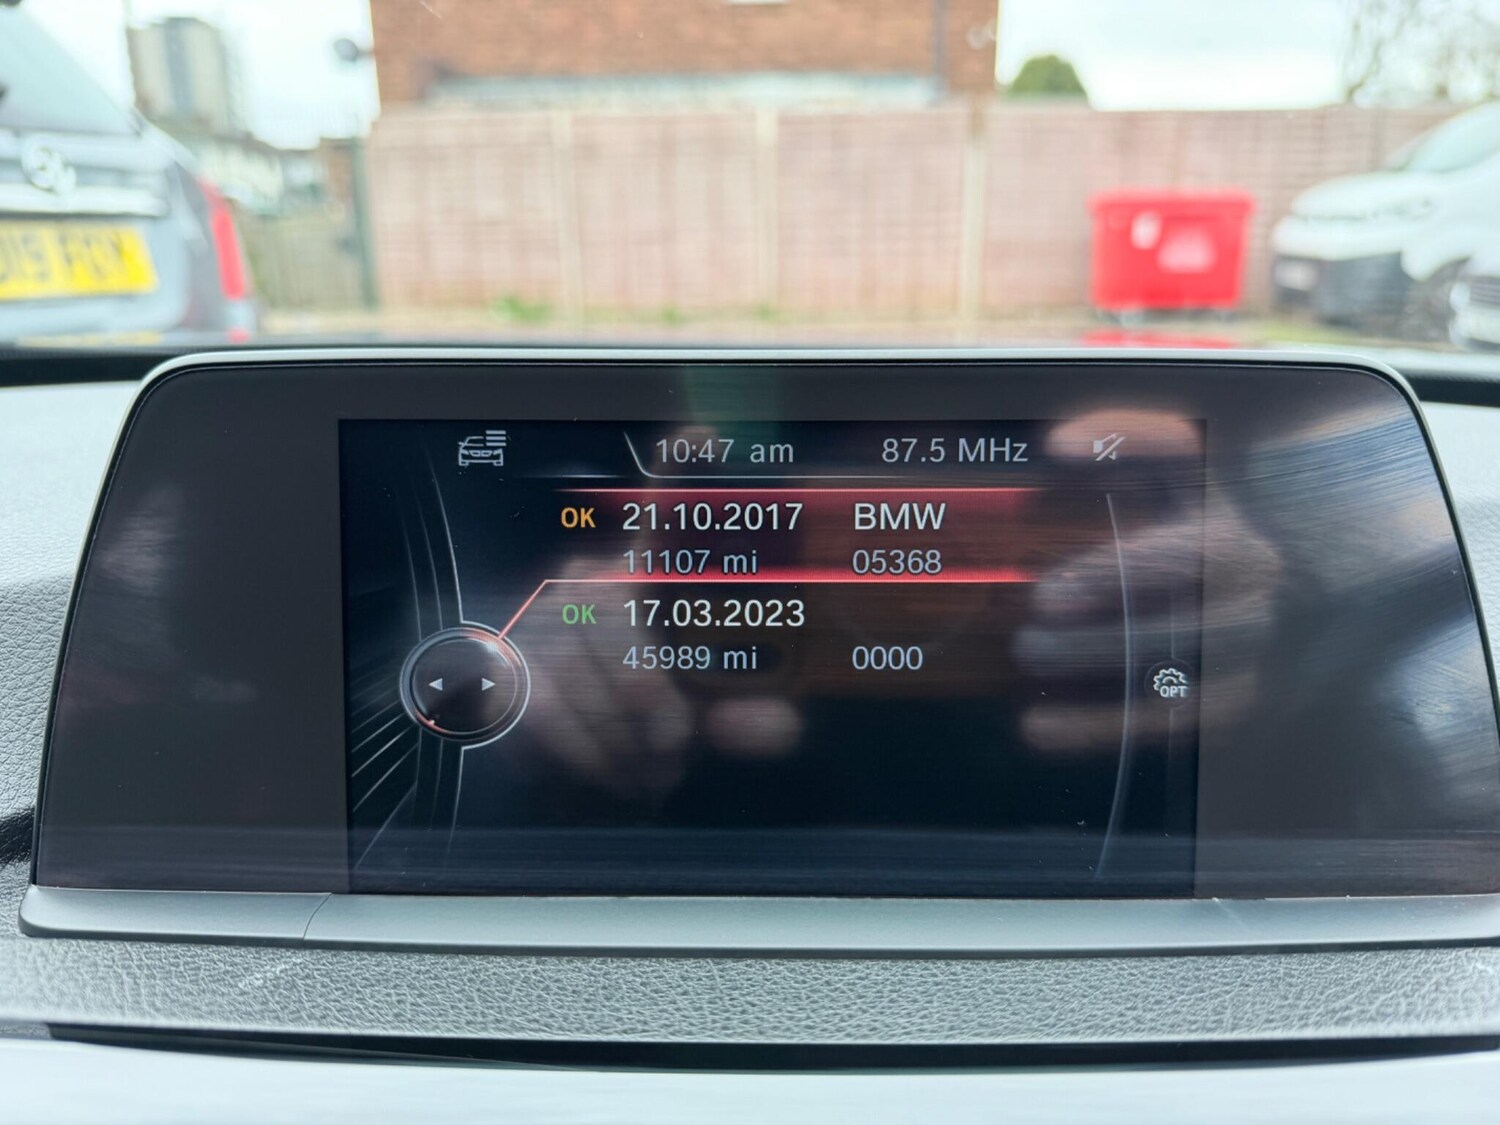 10:47 am 87.5 MHz
OK 21.10.2017 BMW
11107 mi 05368
OK 17.03.2023
45989 mi 0000
OPT